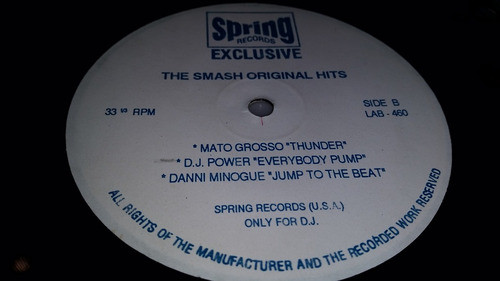 Spring
RECORDS
EXCLUSIVE
THE SMASH ORIGINAL HITS
33 1/3 RPM
SIDE B
LAB - 460
* MATO GROSSO "THUNDER"
* D.J. POWER "EVERYBODY PUMP"
* DANNI MINOGUE "JUMP TO THE BEAT"
SPRING RECORDS (U.S.A.)
ONLY FOR D.J.
ALL RIGHTS OF THE MANUFACTURER AND THE RECORDED WORK RESERVED